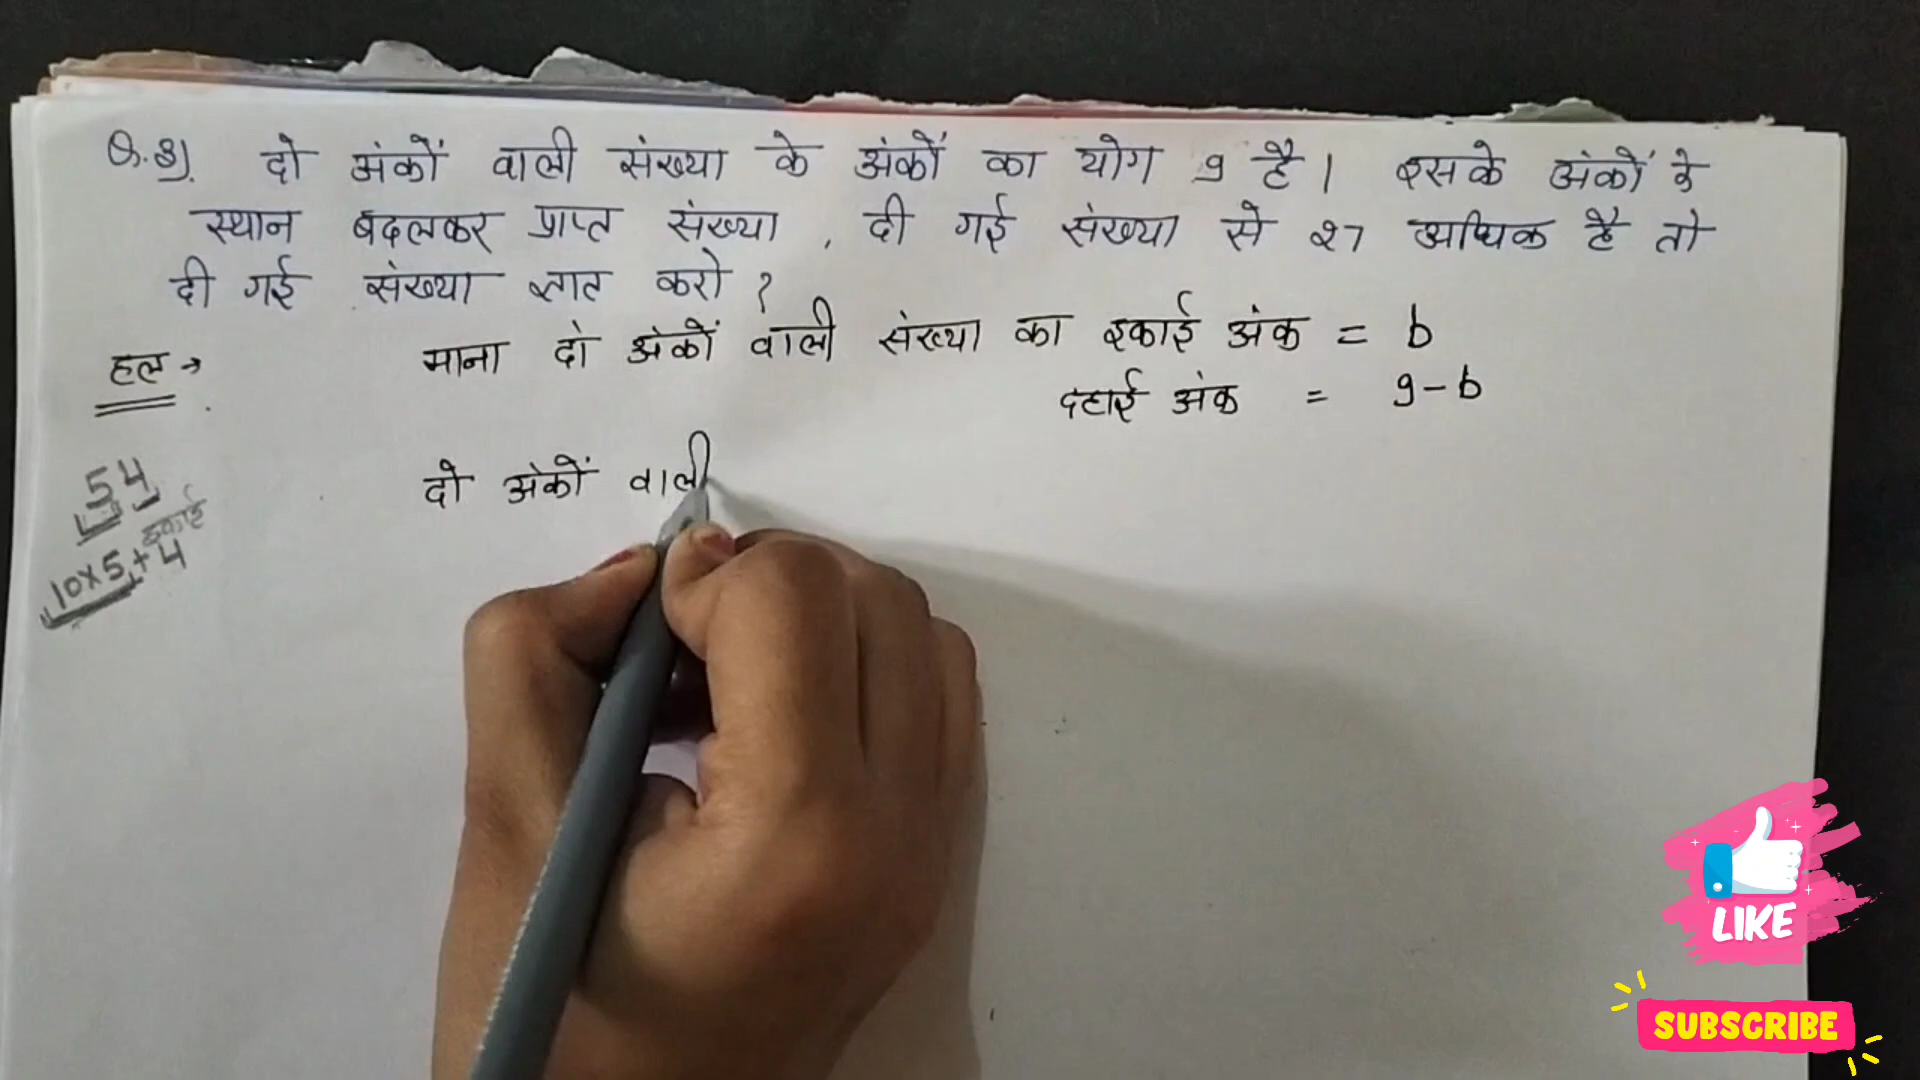 Q.3). दो अंकों वाली संख्या के अंकों का योग 9 है। इसके अंकों के
स्थान बदलकर प्राप्त संख्या, दी गई संख्या से 27 अधिक है तो
दी गई संख्या ज्ञात करो ?
हल → माना दो अंकों वाली संख्या का इकाई अंक = b
दहाई अंक = 9-b
दो अंकों वाली
54
इकाई
10×5+4
LIKE
SUBSCRIBE